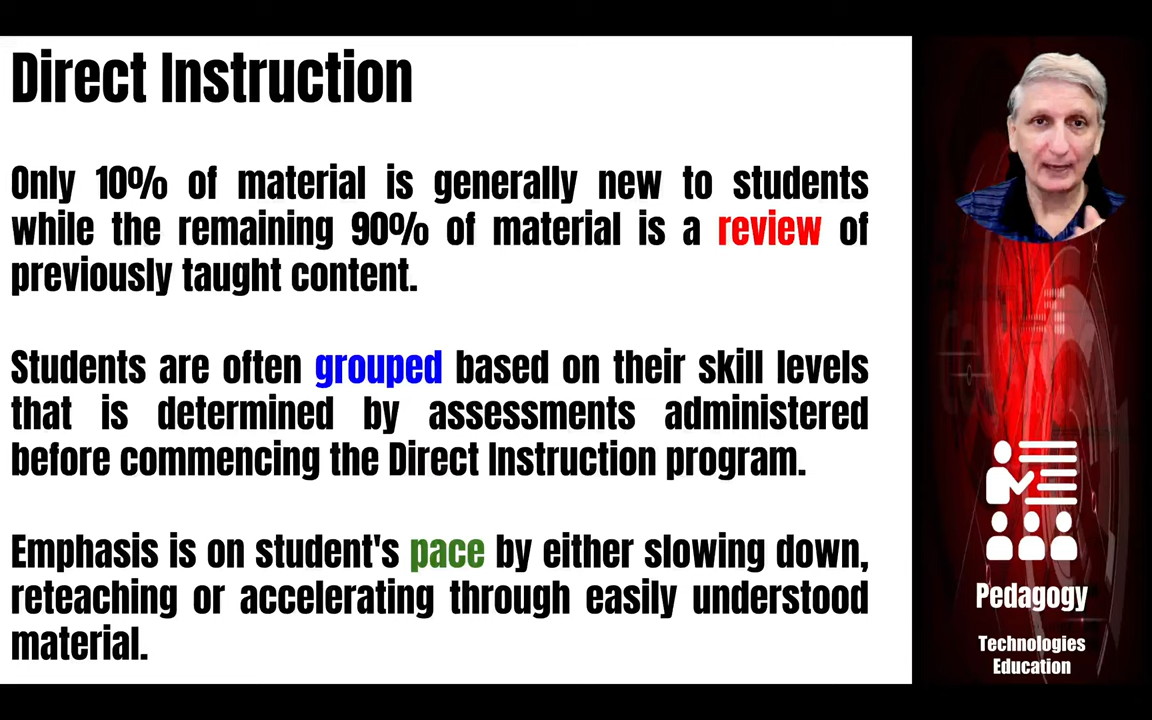 Direct Instruction
Only 10% of material is generally new to students
while the remaining 90% of material is a review of
previously taught content.
Students are often grouped based on their skill levels
that is determined by assessments administered
before commencing the Direct Instruction program.
Emphasis is on student's pace by either slowing down,
reteaching or accelerating through easily understood
material.
Pedagogy
Technologies
Education